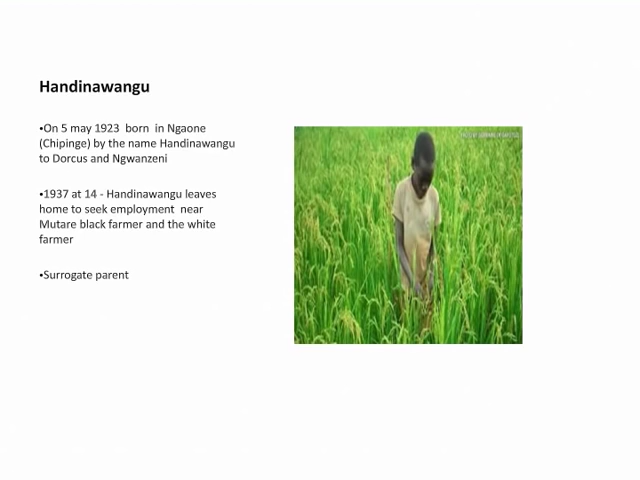 Handinawangu
•On 5 may 1923  born  in Ngaone
(Chipinge) by the name Handinawangu
to Dorcus and Ngwanzeni
•1937 at 14 - Handinawangu leaves
home to seek employment  near
Mutare black farmer and the white
farmer
•Surrogate parent